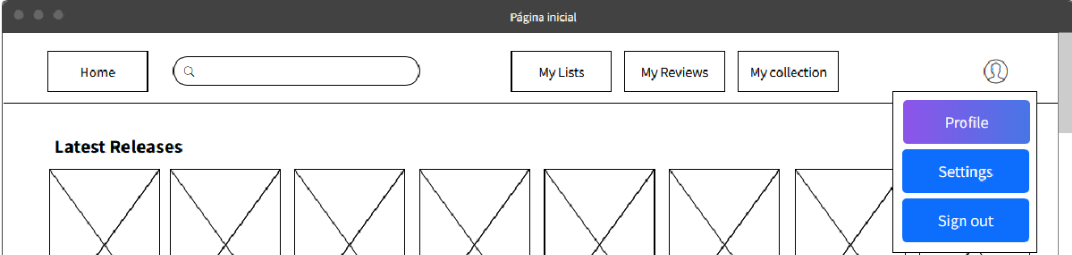 Página inicial
Home
My Lists
My Reviews
My collection
Profile
Settings
Sign out
Latest Releases